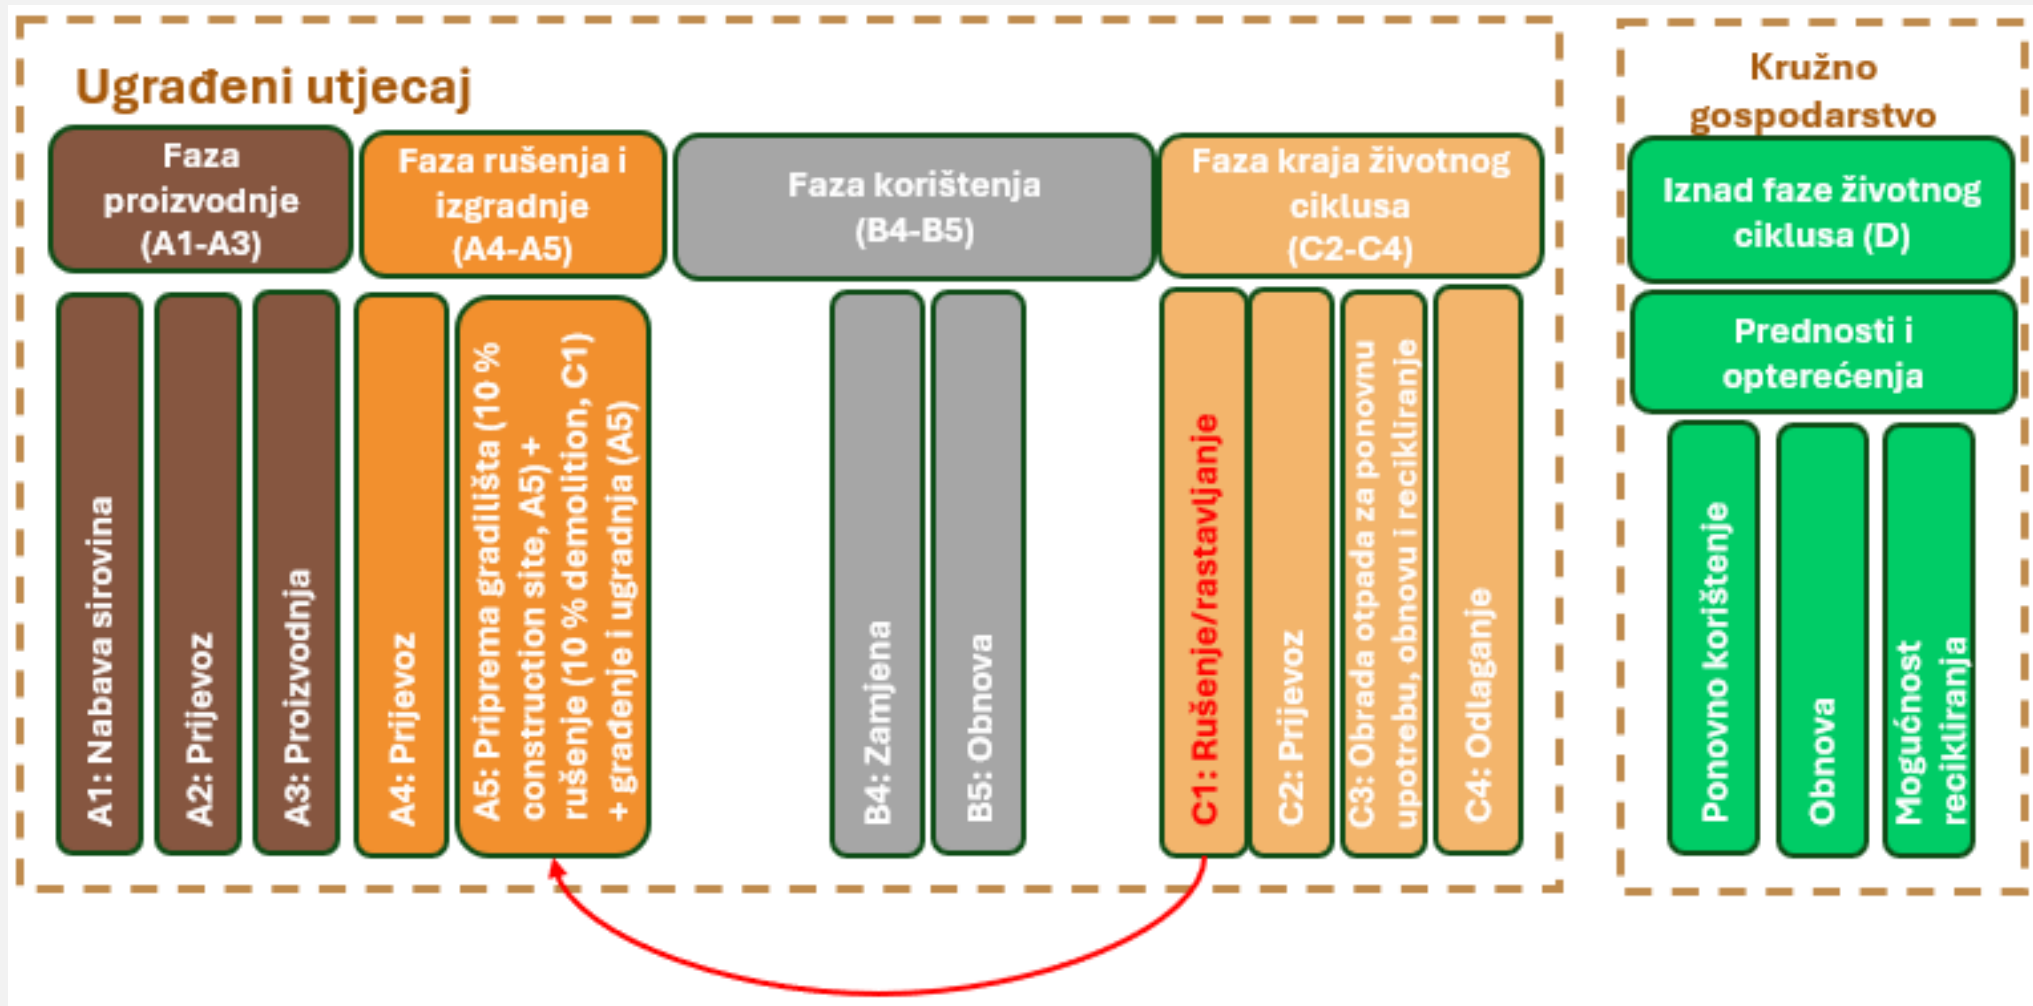 Ugrađeni utjecaj
Faza
proizvodnje
(A1-A3)
Faza rušenja i
izgradnje
(A4-A5)
Faza korištenja
(B4-B5)
Faza kraja životnog
ciklusa
(C2-C4)
A1: Nabava sirovina
A2: Prijevoz
A3: Proizvodnja
A4: Prijevoz
A5: Priprema gradilišta (10 %
construction site, A5) +
rušenje (10 % demolition, C1)
+ građenje i ugradnja (A5)
B4: Zamjena
B5: Obnova
C1: Rušenje/rastavljanje
C2: Prijevoz
C3: Obrada otpada za ponovnu
upotrebu, obnovu i recikliranje
C4: Odlaganje
Kružno
gospodarstvo
Iznad faze životnog
ciklusa (D)
Prednosti i
opterećenja
Ponovno korištenje
Obnova
Mogućnost
recikliranja